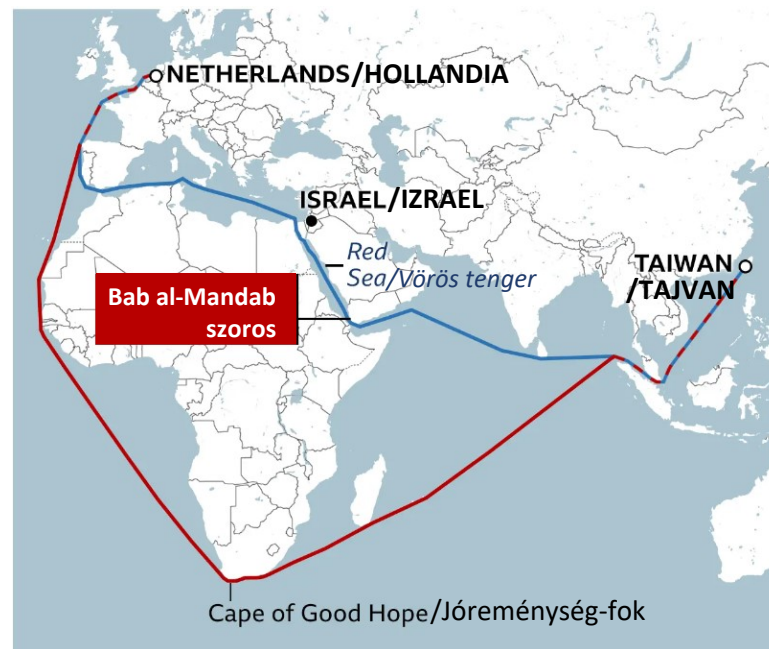 NETHERLANDS/HOLLANDIA
ISRAEL/IZRAEL
Red
Sea/Vörös tenger
TAIWAN
/TAJVAN
Bab al-Mandab
szoros
Cape of Good Hope/Jóreménység-fok